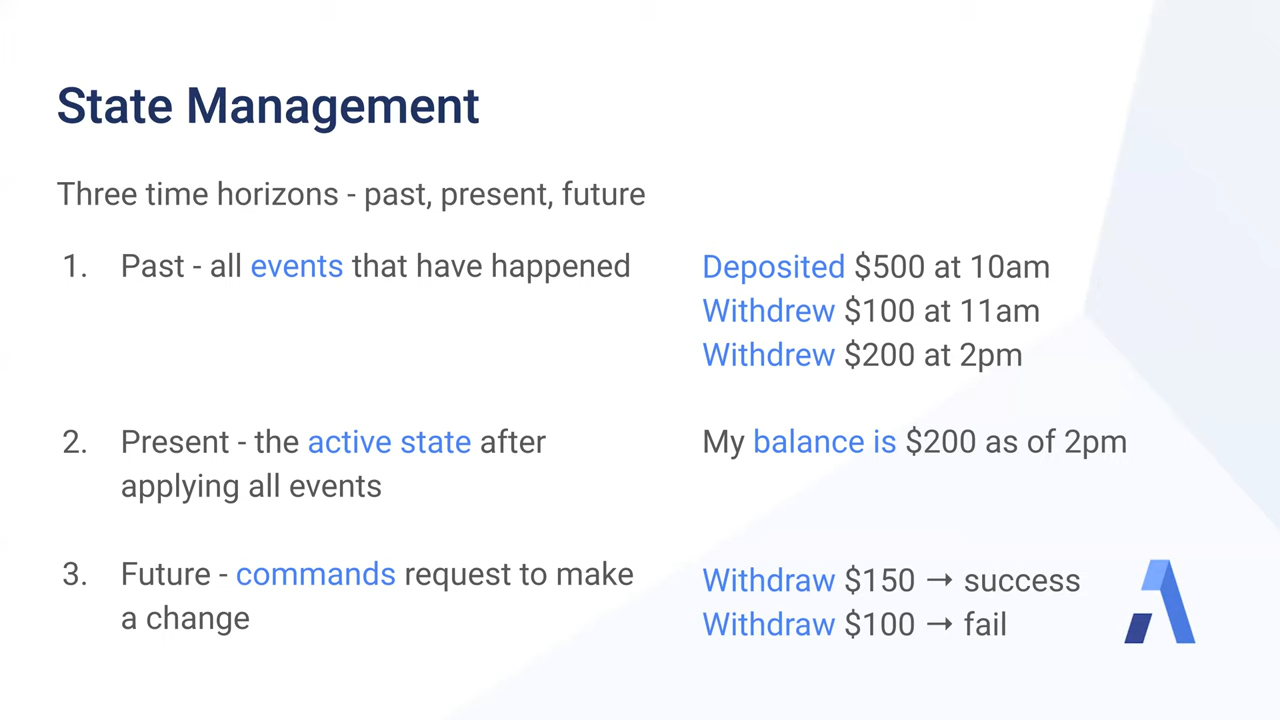 State Management
Three time horizons - past, present, future
1. Past - all events that have happened
Deposited $500 at 10am
Withdrew $100 at 11am
Withdrew $200 at 2pm
2. Present - the active state after
applying all events
My balance is $200 as of 2pm
3. Future - commands request to make
a change
Withdraw $150 → success
Withdraw $100 → fail